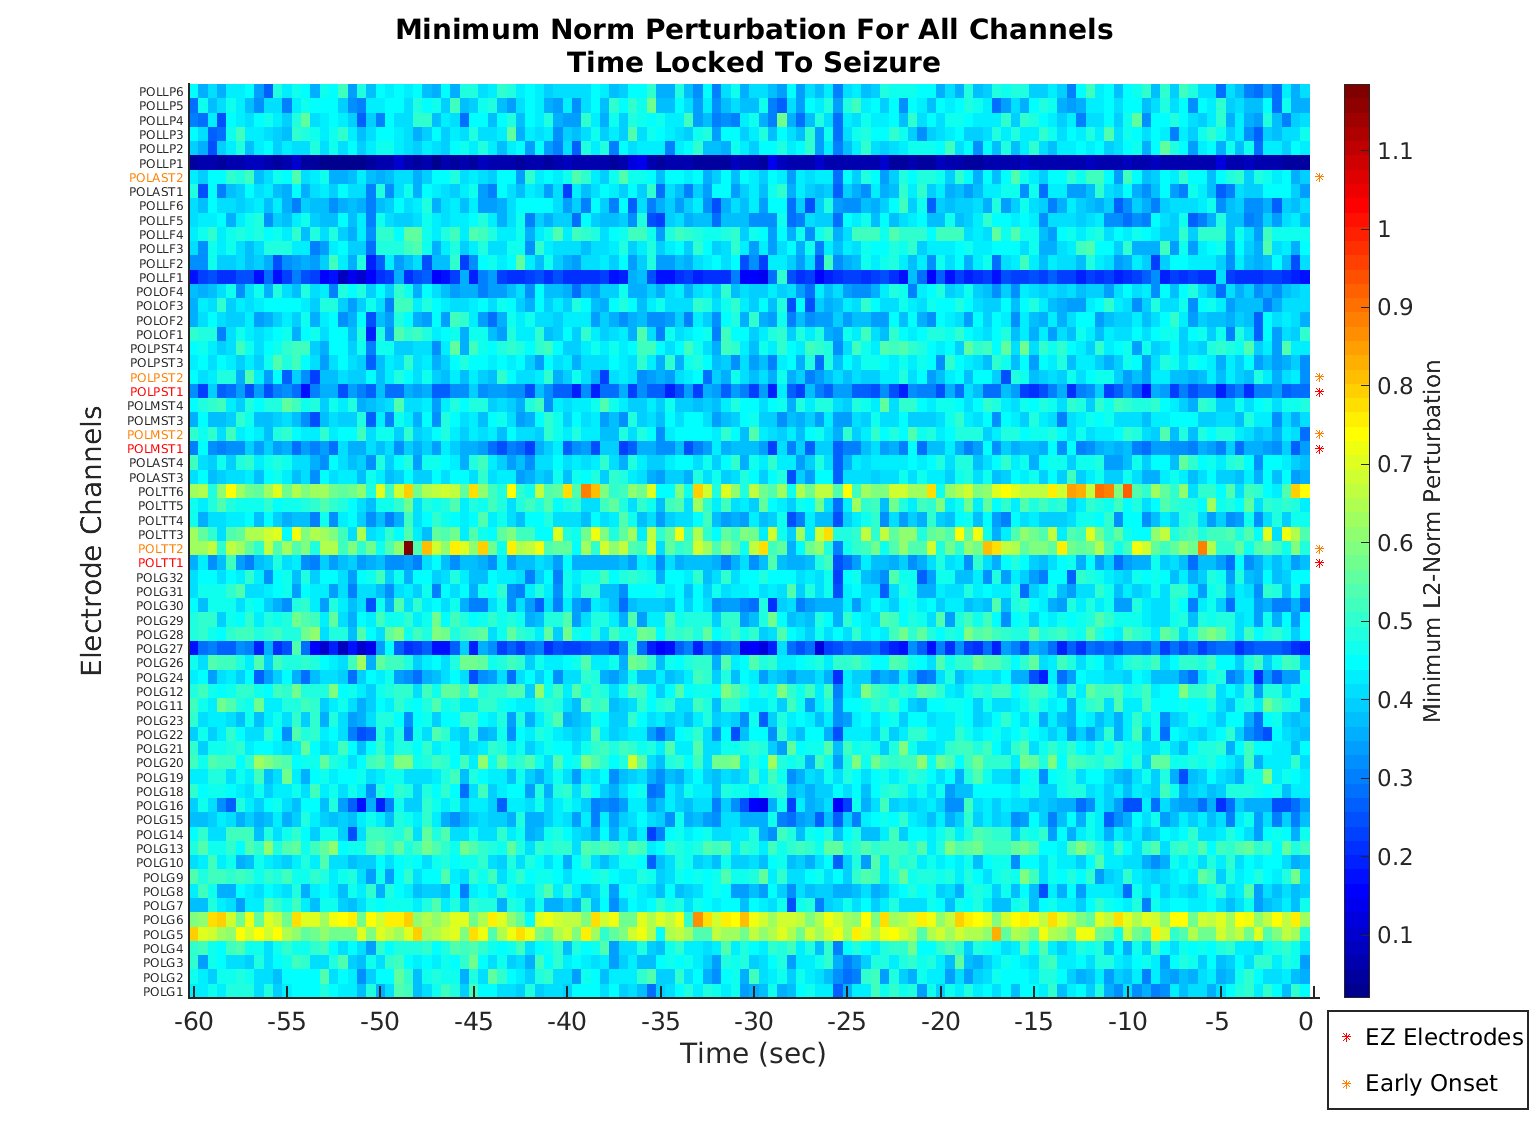 Minimum Norm Perturbation For All Channels
Time Locked To Seizure
Electrode Channels
POLLP6
POLLP5
POLLP4
POLLP3
POLLP2
POLLP1
POLAST2
POLAST1
POLLF6
POLLF5
POLLF4
POLLF3
POLLF2
POLLF1
POLOF4
POLOF3
POLOF2
POLOF1
POLPST4
POLPST3
POLPST2
POLPST1
POLMST4
POLMST3
POLMST2
POLMST1
POLAST4
POLAST3
POLTT6
POLTT5
POLTT4
POLTT3
POLTT2
POLTT1
POLG32
POLG31
POLG30
POLG29
POLG28
POLG27
POLG26
POLG24
POLG12
POLG11
POLG23
POLG22
POLG21
POLG20
POLG19
POLG18
POLG16
POLG15
POLG14
POLG13
POLG10
POLG9
POLG8
POLG7
POLG6
POLG5
POLG4
POLG3
POLG2
POLG1
-60 -55 -50 -45 -40 -35 -30 -25 -20 -15 -10 -5 0
Time (sec)
1.1
1
0.9
0.8
0.7
0.6
0.5
0.4
0.3
0.2
0.1
Minimum L2-Norm Perturbation
EZ Electrodes
Early Onset